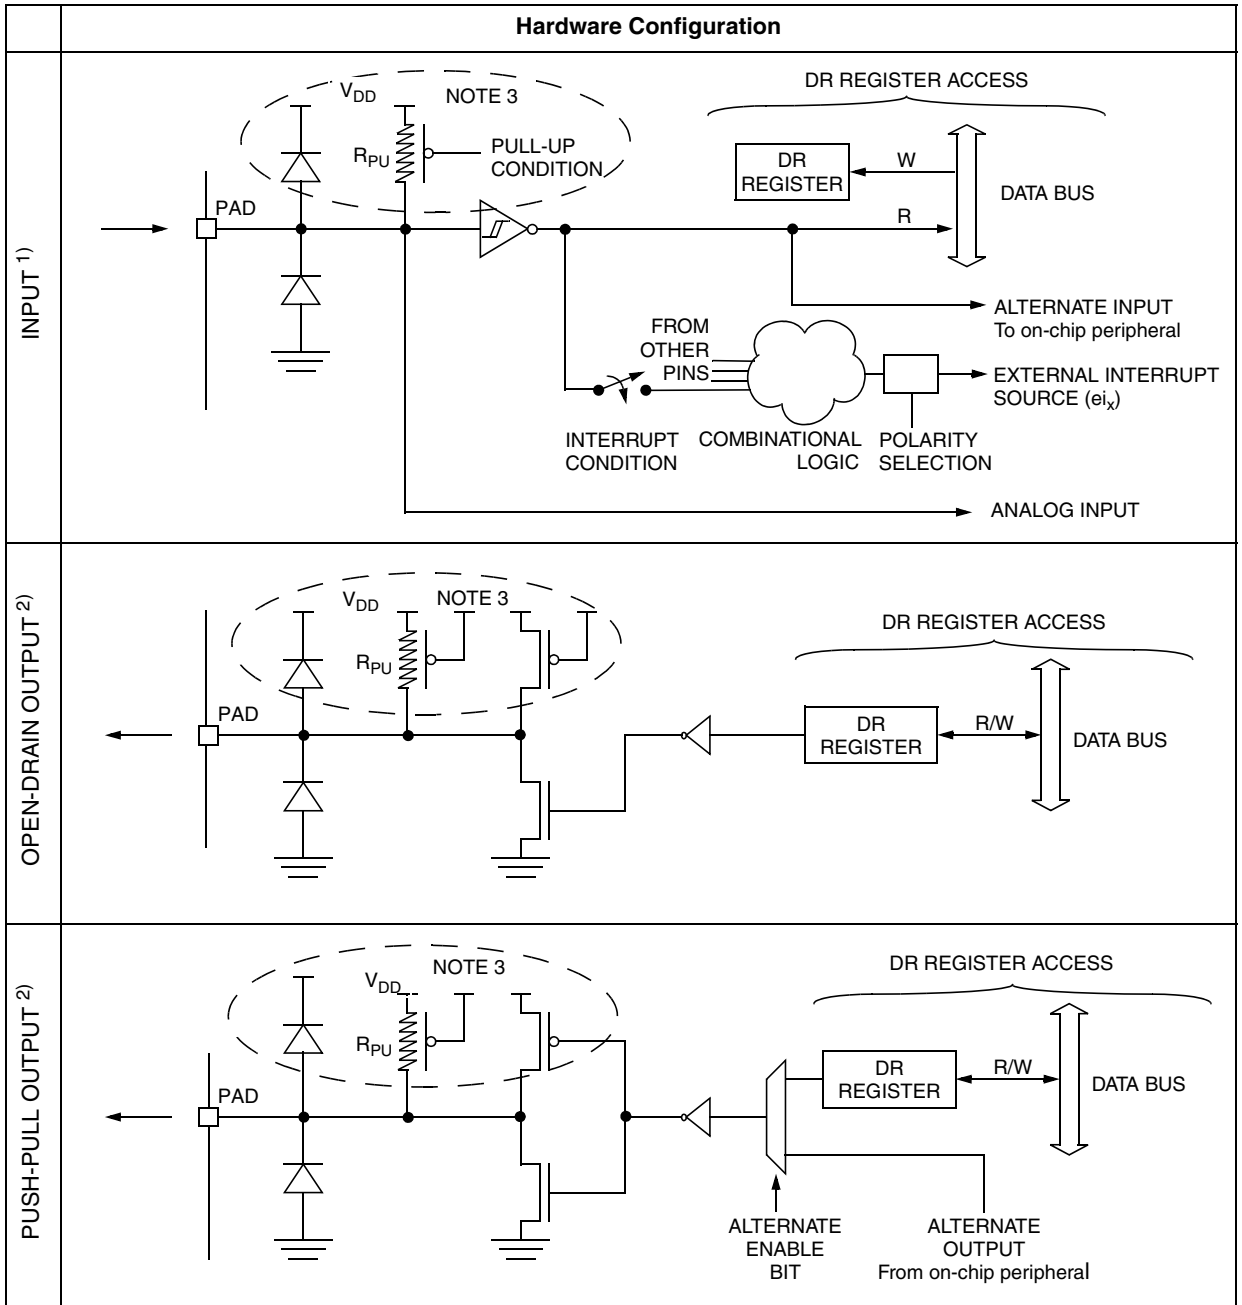 Hardware Configuration
INPUT 1)
VDD
NOTE 3
RPU
PULL-UP
CONDITION
PAD
DR REGISTER ACCESS
DR
REGISTER
W
R
DATA BUS
ALTERNATE INPUT
To on-chip peripheral
FROM
OTHER
PINS
EXTERNAL INTERRUPT
SOURCE (eix)
INTERRUPT
CONDITION
COMBINATIONAL
LOGIC
POLARITY
SELECTION
ANALOG INPUT
OPEN-DRAIN OUTPUT 2)
VDD
NOTE 3
RPU
PAD
DR REGISTER ACCESS
DR
REGISTER
R/W
DATA BUS
PUSH-PULL OUTPUT 2)
NOTE 3
VDD
RPU
PAD
DR REGISTER ACCESS
DR
REGISTER
R/W
DATA BUS
ALTERNATE
ENABLE
BIT
ALTERNATE
OUTPUT
From on-chip peripheral